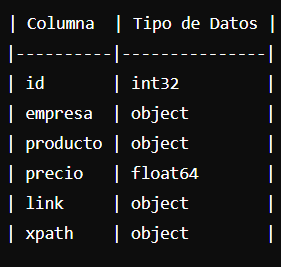 | Columna  | Tipo de Datos |
|----------|---------------|
| id       | int32         |
| empresa  | object        |
| producto | object        |
| precio   | float64       |
| link     | object        |
| xpath    | object        |